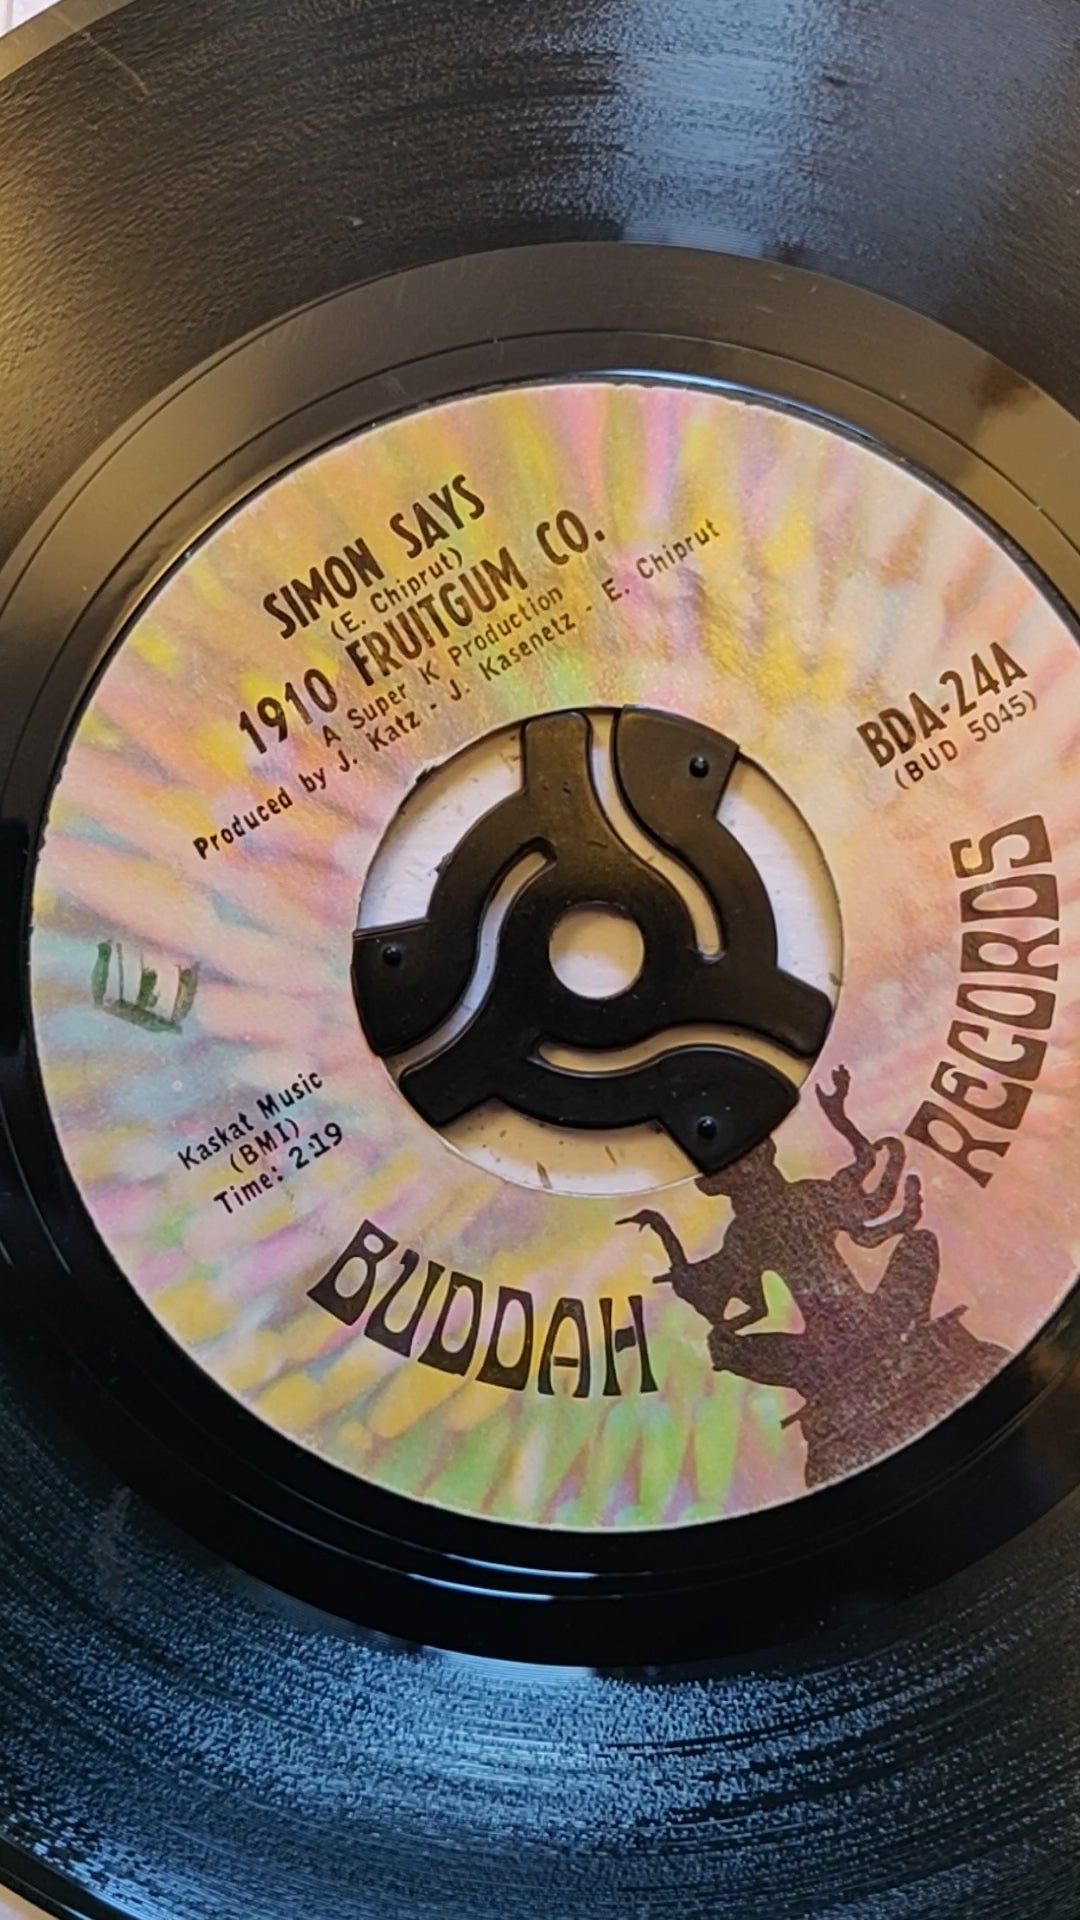 SIMON SAYS
(E. Chiprut)
1910 FRUITGUM CO.
A Super K Production
Produced by J. Katz - J. Kasenetz - E. Chiprut
BDA-24A
(BUD 5045)
Kaskat Music
(BMI)
Time: 2:19
BUDDAH RECORDS